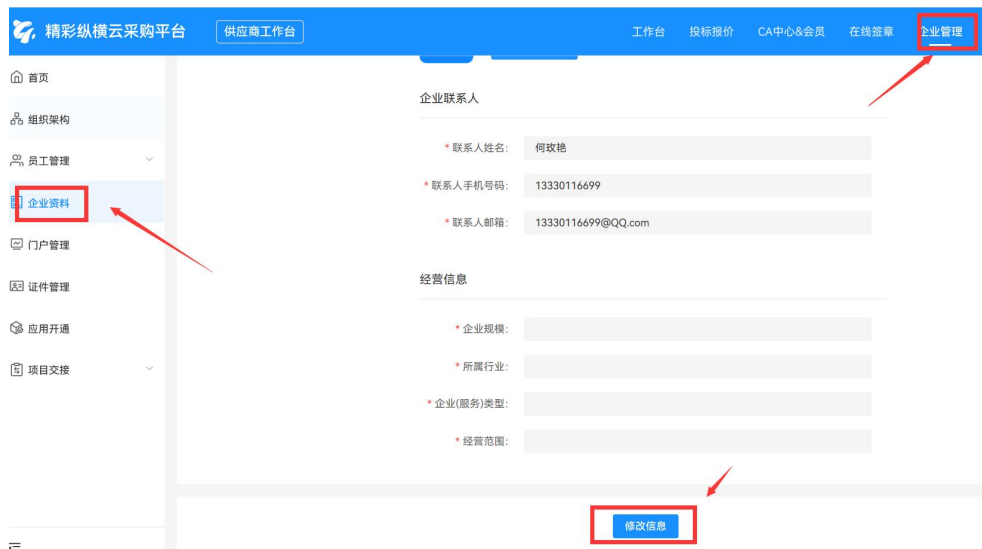 精彩纵横云采购平台 供应商工作台 工作台 投标报价 CA中心&会员 在线签章 企业管理
首页
组织架构
员工管理
企业资料
门户管理
证件管理
应用开通
项目交接
企业联系人
* 联系人姓名: 何玫艳
* 联系人手机号码: 13330116699
* 联系人邮箱: 13330116699@QQ.com
经营信息
* 企业规模:
* 所属行业:
* 企业(服务)类型:
* 经营范围:
修改信息